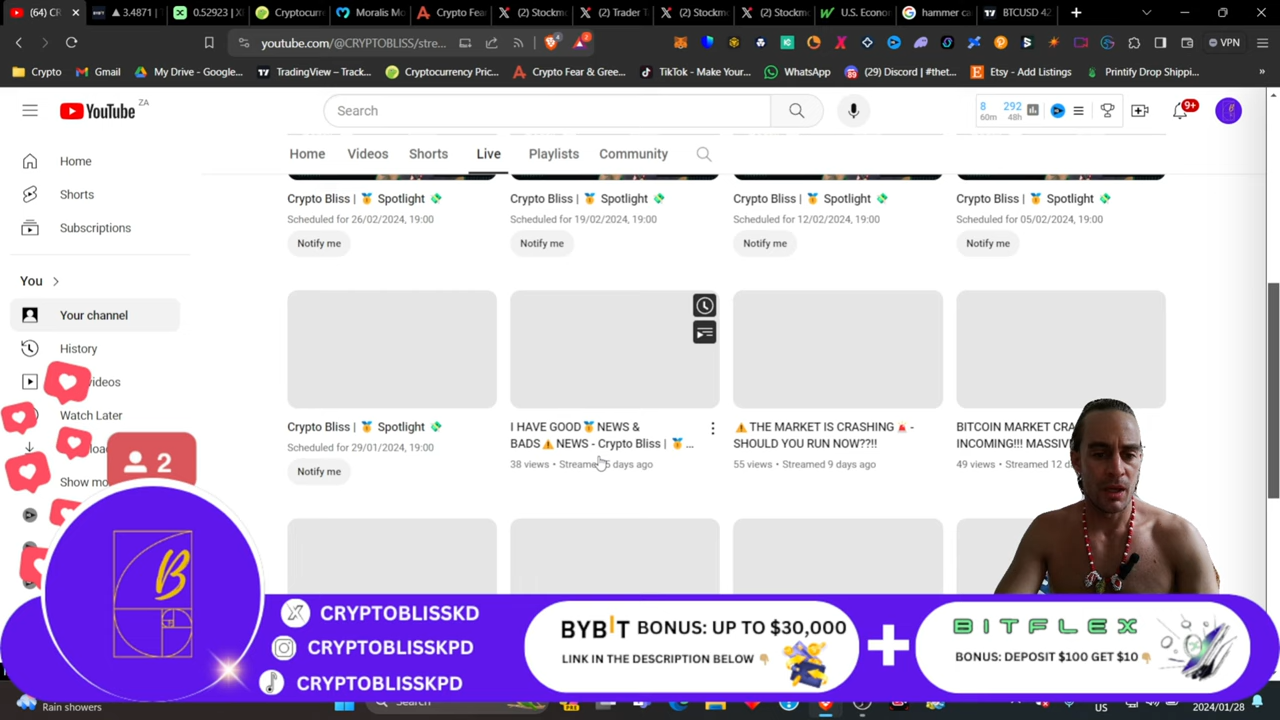 (64) CR
▲ 3.4871 |
0.52923 | X
Cryptocurr
Moralis Mo
Crypto Fear
(2) Stockm
(2) Trader T
(2) Stockm
(2) Stockm
U.S. Econo
hammer ca
BTCUSD 42
youtube.com/@CRYPTOBLISS/stre...
VPN
Crypto
Gmail
My Drive - Google...
TradingView – Track...
Cryptocurrency Pric...
Crypto Fear & Gree...
TikTok - Make Your...
WhatsApp
(29) Discord | #thet...
Etsy - Add Listings
Printify Drop Shippi...
YouTube ZA
Search
8 292
60m 48h
9+
Home
Shorts
Subscriptions
You
Your channel
History
videos
Watch Later
Show mo
Home Videos Shorts Live Playlists Community
Crypto Bliss | 🥇 Spotlight 💸
Scheduled for 26/02/2024, 19:00
Notify me
Crypto Bliss | 🥇 Spotlight 💸
Scheduled for 19/02/2024, 19:00
Notify me
Crypto Bliss | 🥇 Spotlight 💸
Scheduled for 12/02/2024, 19:00
Notify me
Crypto Bliss | 🥇 Spotlight 💸
Scheduled for 05/02/2024, 19:00
Notify me
Crypto Bliss | 🥇 Spotlight 💸
Scheduled for 29/01/2024, 19:00
Notify me
I HAVE GOOD🥇NEWS &
BADS⚠️NEWS - Crypto Bliss | 🥇 ...
38 views • Streamed 5 days ago
⚠️THE MARKET IS CRASHING🚨 -
SHOULD YOU RUN NOW??!!
55 views • Streamed 9 days ago
BITCOIN MARKET CRA
INCOMING!!! MASSIV
49 views • Streamed 12 d
2
B
CRYPTOBLISSKD
CRYPTOBLISSKPD
CRYPTOBLISSKPD
BYBIT BONUS: UP TO $30,000
LINK IN THE DESCRIPTION BELOW 👇🏼
BITFLEX
BONUS: DEPOSIT $100 GET $10 👇🏼
Rain showers
Search
US
2024/01/28